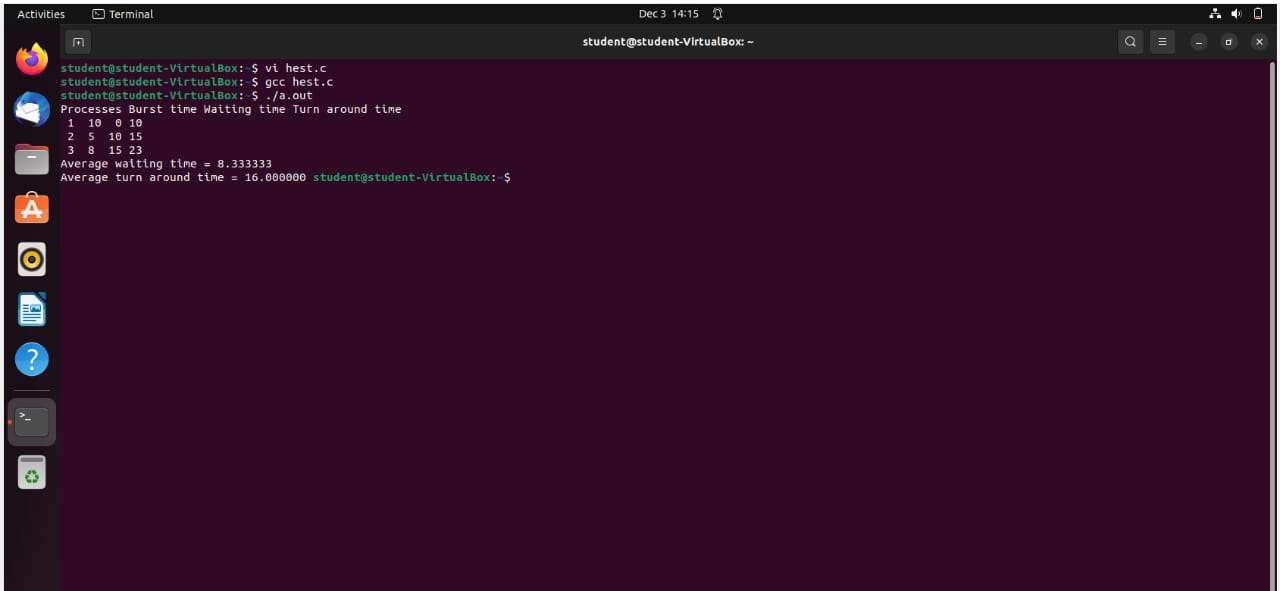 Activities Terminal Dec 3 14:15
student@student-VirtualBox: ~
student@student-VirtualBox:~$ vi hest.c
student@student-VirtualBox:~$ gcc hest.c
student@student-VirtualBox:~$ ./a.out
Processes Burst time Waiting time Turn around time
1 10 0 10
2 5 10 15
3 8 15 23
Average waiting time = 8.333333
Average turn around time = 16.000000 student@student-VirtualBox:~$